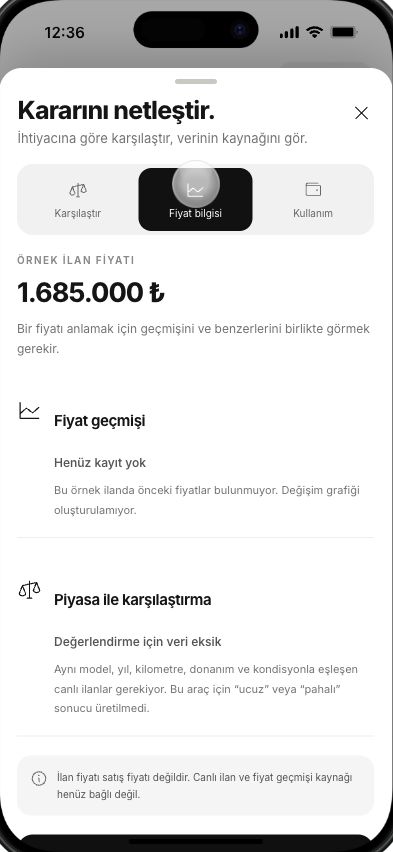 12:36
Kararını netleştir.
İhtiyacına göre karşılaştır, verinin kaynağını gör.
Karşılaştır
Fiyat bilgisi
Kullanım
ÖRNEK İLAN FİYATI
1.685.000 ₺
Bir fiyatı anlamak için geçmişini ve benzerlerini birlikte görmek
gerekir.
Fiyat geçmişi
Henüz kayıt yok
Bu örnek ilanda önceki fiyatlar bulunmuyor. Değişim grafiği
oluşturulamıyor.
Piyasa ile karşılaştırma
Değerlendirme için veri eksik
Aynı model, yıl, kilometre, donanım ve kondisyonla eşleşen
canlı ilanlar gerekiyor. Bu araç için “ucuz” veya “pahalı”
sonucu üretilmedi.
İlan fiyatı satış fiyatı değildir. Canlı ilan ve fiyat geçmişi kaynağı
henüz bağlı değil.